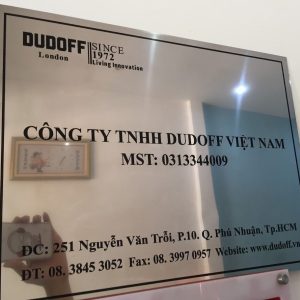 DUDOFF
London
SINCE
1972
Living Innovation
CÔNG TY TNHH DUDOFF VIỆT NAM
MST: 0313344009
ĐC: 251 Nguyễn Văn Trỗi, P.10. Q. Phú Nhuận, Tp.HCM
ĐT: 08. 3845 3052 Fax: 08. 3997 0957 Website: www.dudoff.vn